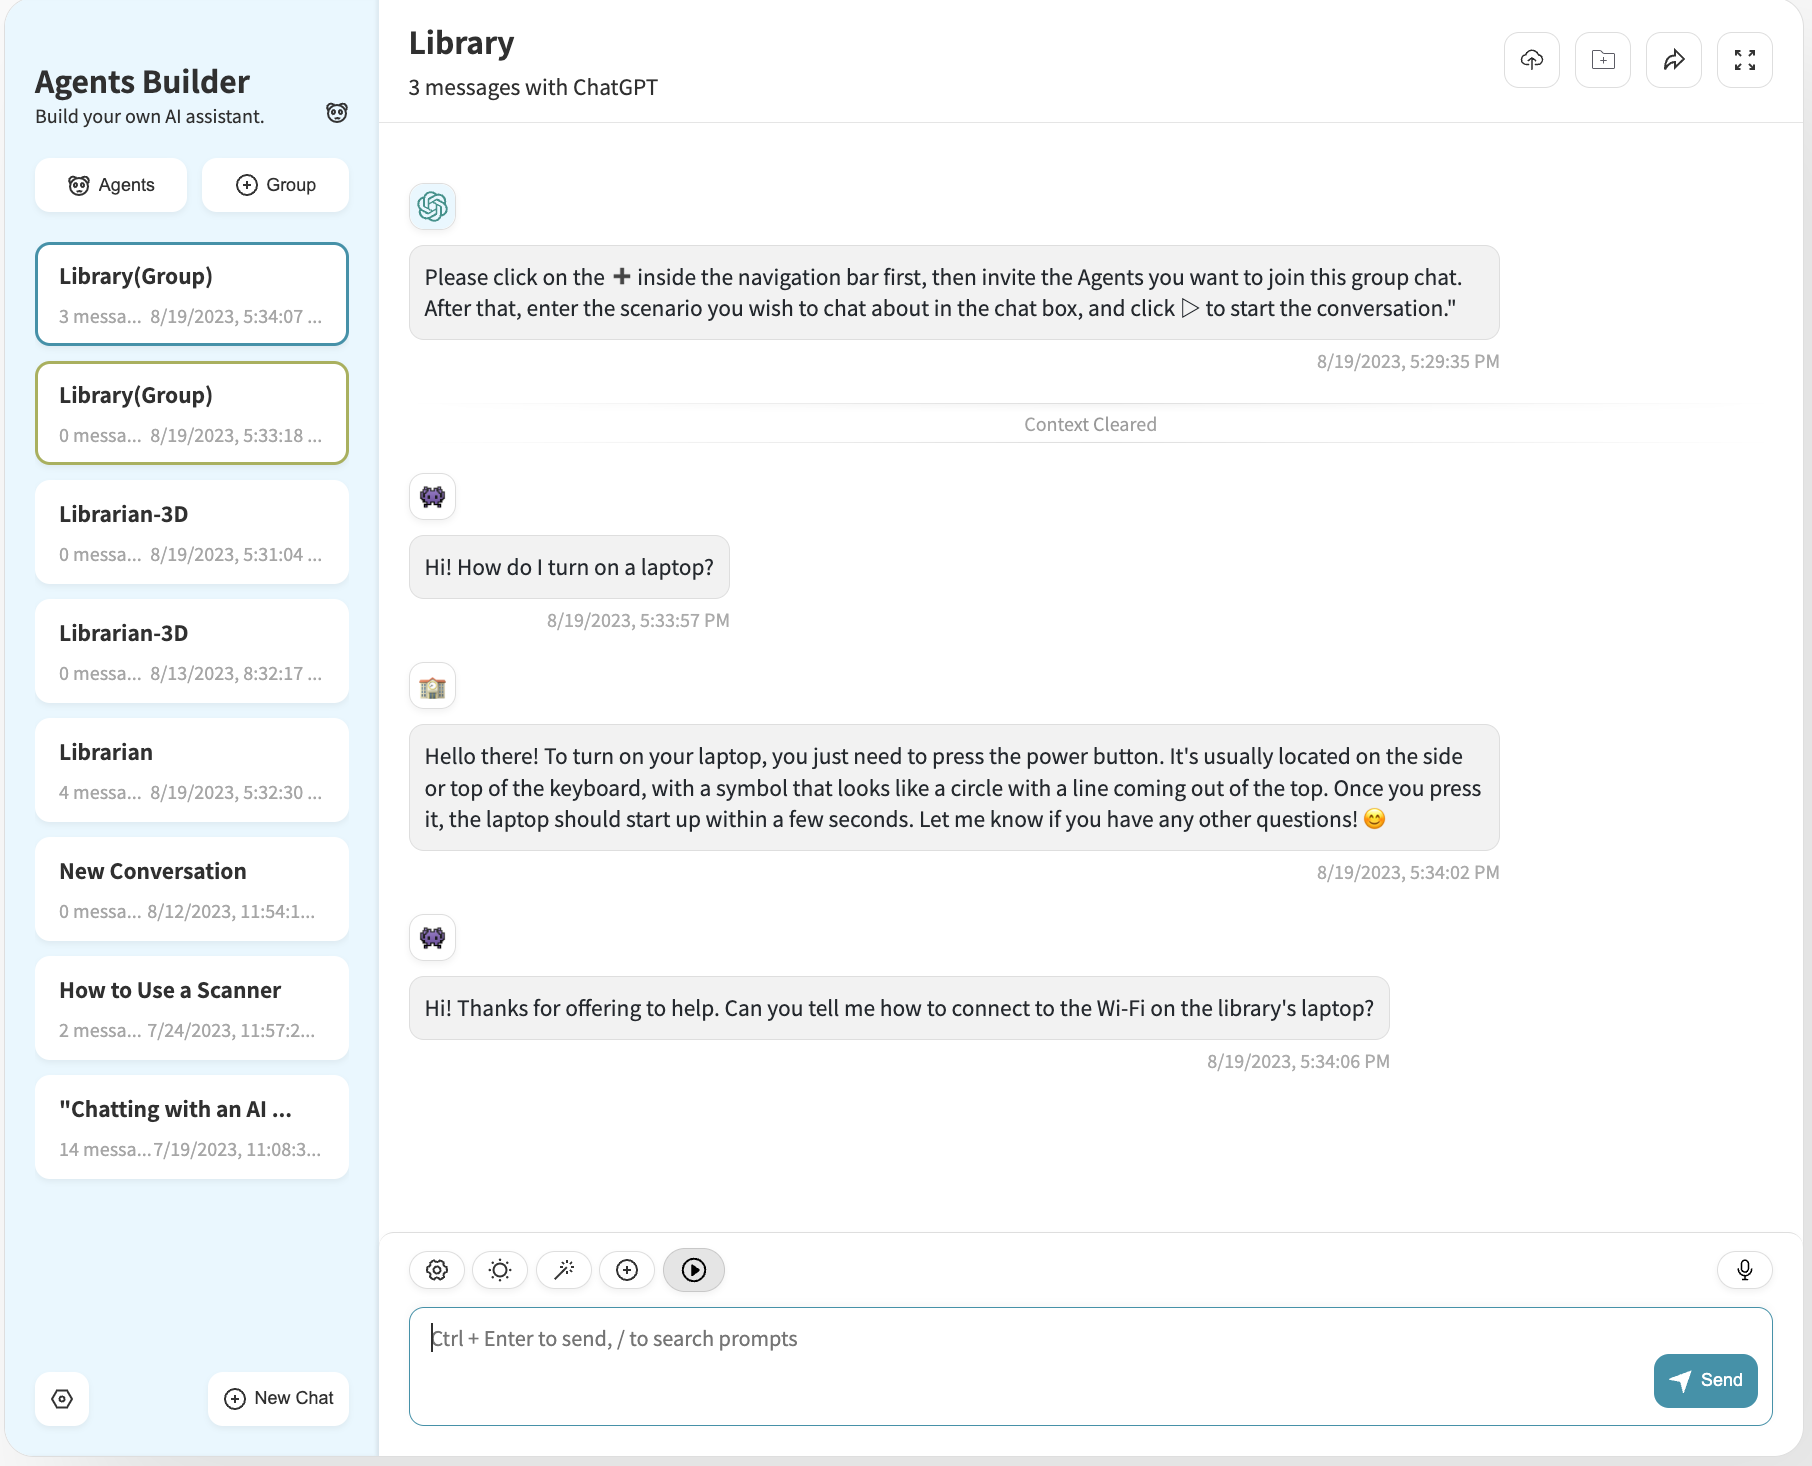 Agents Builder
Build your own AI assistant.
Agents
Group
Library(Group)
3 messa... 8/19/2023, 5:34:07 ...
Library(Group)
0 messa... 8/19/2023, 5:33:18 ...
Librarian-3D
0 messa... 8/19/2023, 5:31:04 ...
Librarian-3D
0 messa... 8/13/2023, 8:32:17 ...
Librarian
4 messa... 8/19/2023, 5:32:30 ...
New Conversation
0 messa... 8/12/2023, 11:54:1...
How to Use a Scanner
2 messa... 7/24/2023, 11:57:2...
"Chatting with an AI ...
14 messa... 7/19/2023, 11:08:3...
New Chat
Library
3 messages with ChatGPT
Please click on the ➕ inside the navigation bar first, then invite the Agents you want to join this group chat.
After that, enter the scenario you wish to chat about in the chat box, and click ▷ to start the conversation."
8/19/2023, 5:29:35 PM
Context Cleared
Hi! How do I turn on a laptop?
8/19/2023, 5:33:57 PM
Hello there! To turn on your laptop, you just need to press the power button. It's usually located on the side
or top of the keyboard, with a symbol that looks like a circle with a line coming out of the top. Once you press
it, the laptop should start up within a few seconds. Let me know if you have any other questions! 😊
8/19/2023, 5:34:02 PM
Hi! Thanks for offering to help. Can you tell me how to connect to the Wi-Fi on the library's laptop?
8/19/2023, 5:34:06 PM
Ctrl + Enter to send, / to search prompts
Send